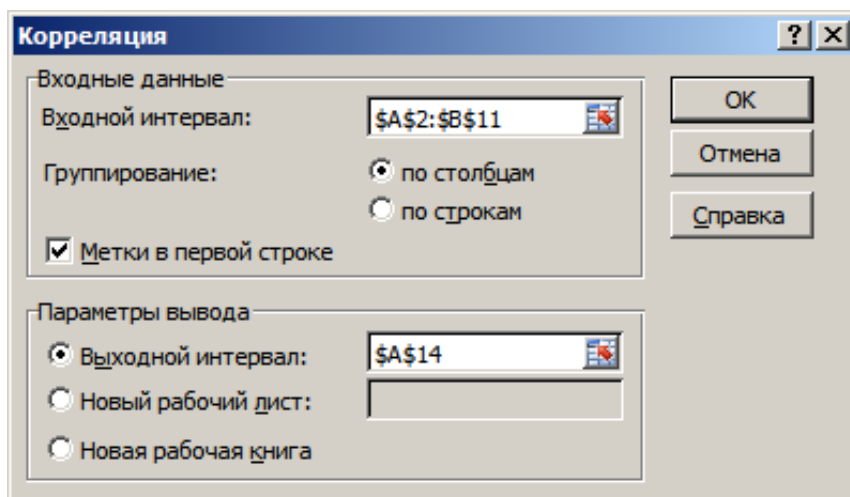 Корреляция
Входные данные
Входной интервал: $A$2:$B$11
Группирование: по столбцам
по строкам
Метки в первой строке
OK
Отмена
Справка
Параметры вывода
Выходной интервал: $A$14
Новый рабочий лист:
Новая рабочая книга